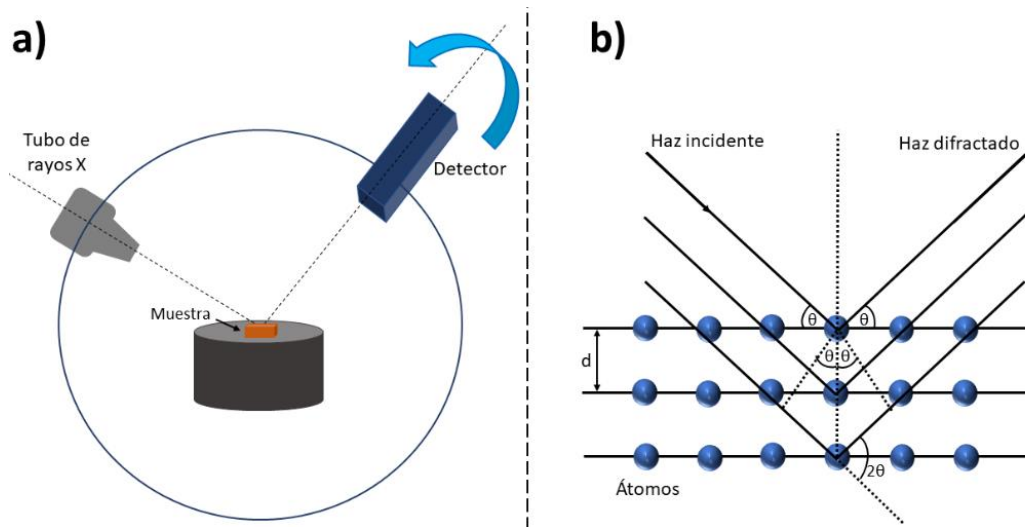 a)
Tubo de
rayos X
Detector
Muestra
b)
Haz incidente
Haz difractado
θ
θ
d
θ
θ
2θ
Átomos